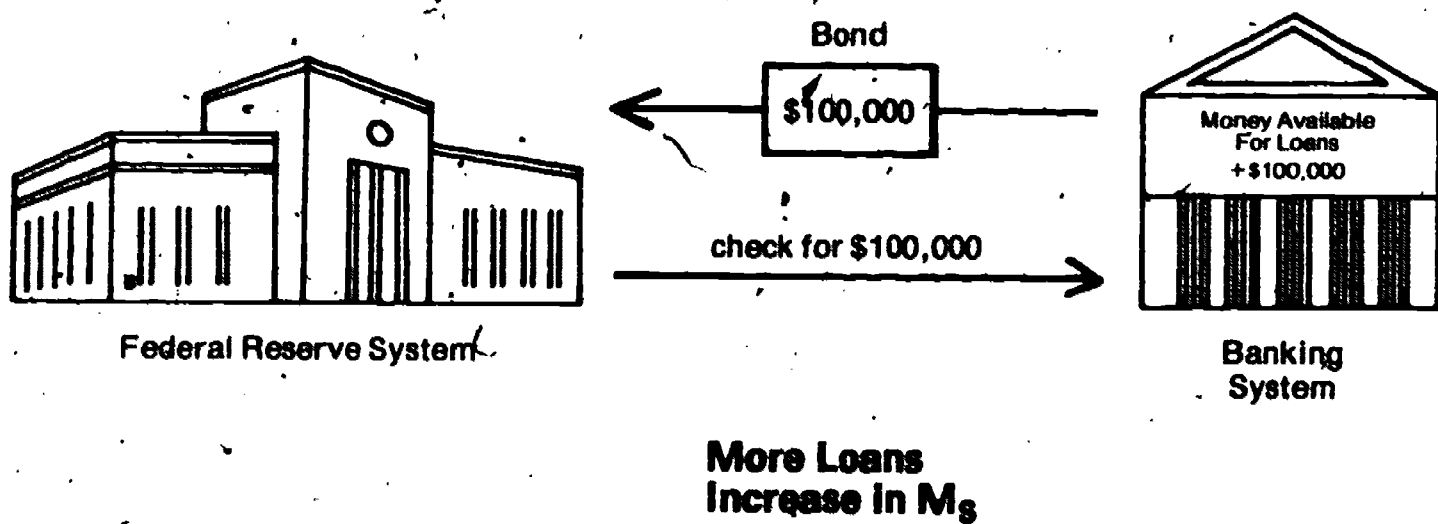 Bond
$100,000
Money Available
For Loans
+$100,000
check for $100,000
Federal Reserve System
Banking
System
More Loans
Increase in Ms